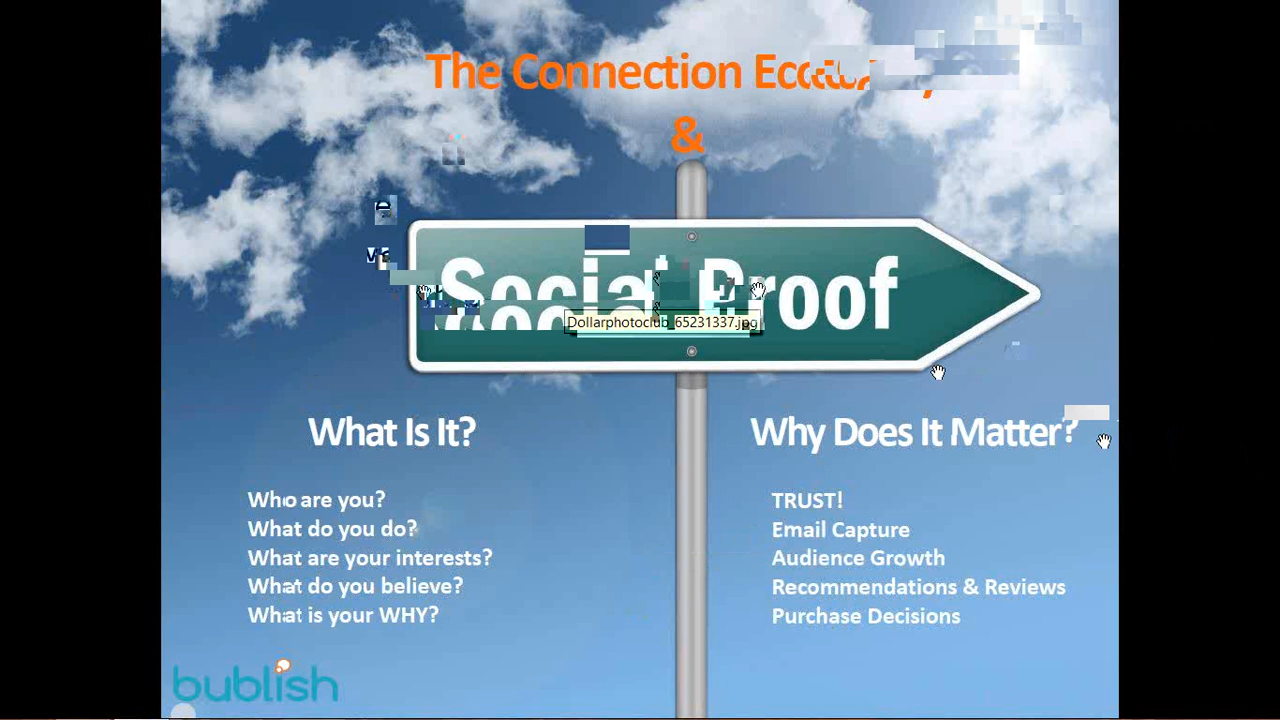 The Connection
&
Social Proof
Dollarphotoclub_65231337.jpg
What Is It?
Who are you?
What do you do?
What are your interests?
What do you believe?
What is your WHY?
Why Does It Matter?
TRUST!
Email Capture
Audience Growth
Recommendations & Reviews
Purchase Decisions
bublish